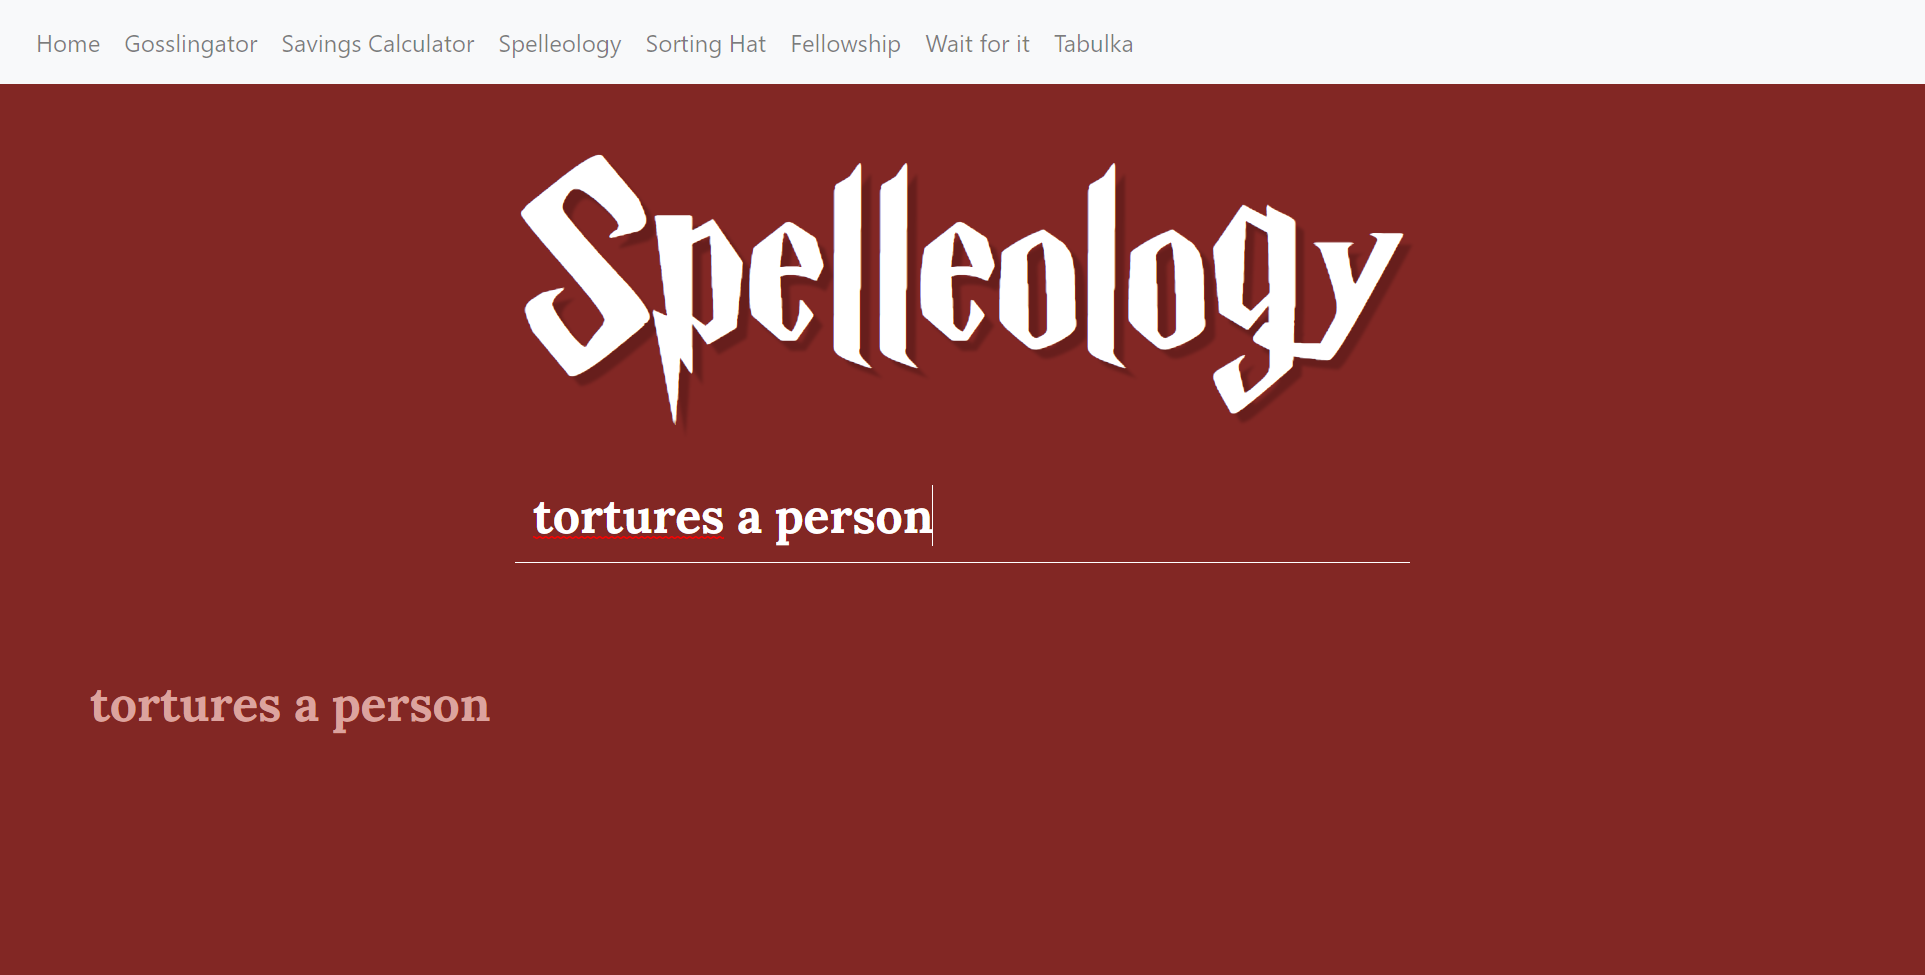 Home Gosslingator Savings Calculator Spelleology Sorting Hat Fellowship Wait for it Tabulka
Spelleology
tortures a person
tortures a person